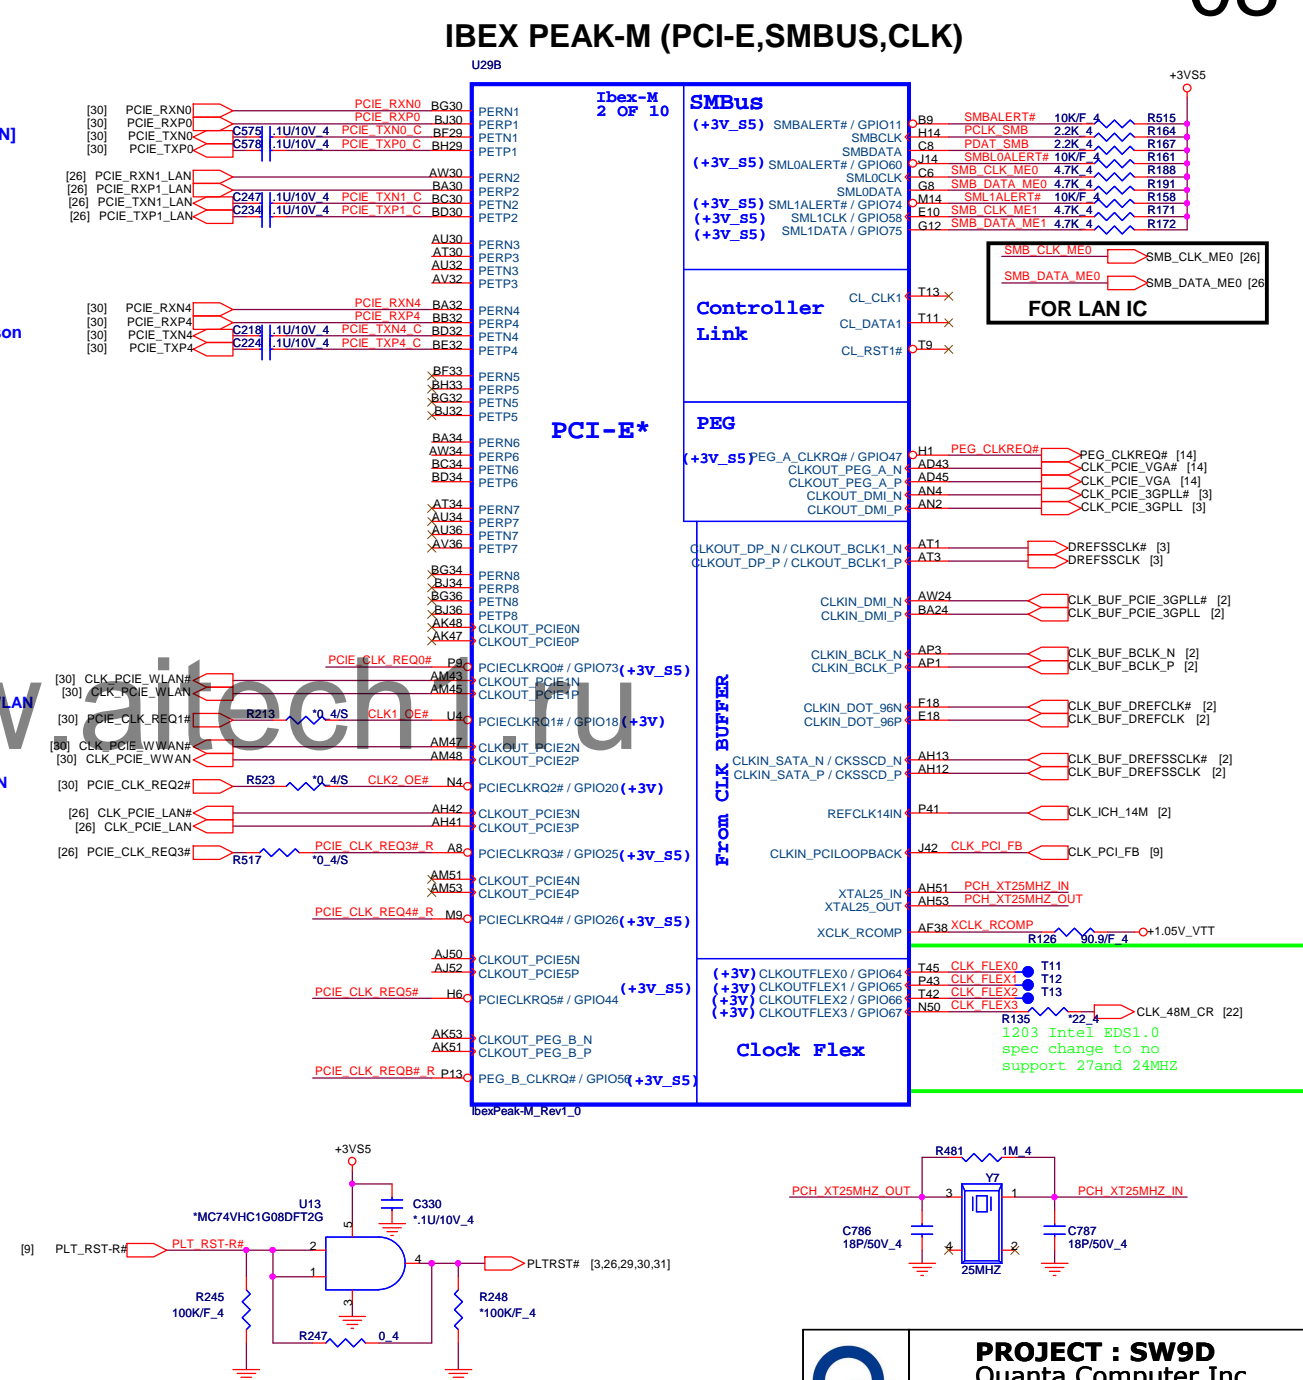 IBEX PEAK-M (PCI-E,SMBUS,CLK)
U29B
Ibex-M
2 OF 10
PCI-E*
N]
son
WLAN
N
[30] PCIE_RXN0 PCIE_RXN0 BG30 PERN1
[30] PCIE_RXP0 PCIE_RXP0 BJ30 PERP1
[30] PCIE_TXN0 C575 .1U/10V_4 PCIE_TXN0_C BF29 PETN1
[30] PCIE_TXP0 C578 .1U/10V_4 PCIE_TXP0_C BH29 PETP1
[26] PCIE_RXN1_LAN AW30 PERN2
[26] PCIE_RXP1_LAN BA30 PERP2
[26] PCIE_TXN1_LAN C247 .1U/10V_4 PCIE_TXN1_C BC30 PETN2
[26] PCIE_TXP1_LAN C234 .1U/10V_4 PCIE_TXP1_C BD30 PETP2
AU30 PERN3
AT30 PERP3
AU32 PETN3
AV32 PETP3
[30] PCIE_RXN4 PCIE_RXN4 BA32 PERN4
[30] PCIE_RXP4 PCIE_RXP4 BB32 PERP4
[30] PCIE_TXN4 C218 .1U/10V_4 PCIE_TXN4_C BD32 PETN4
[30] PCIE_TXP4 C224 .1U/10V_4 PCIE_TXP4_C BE32 PETP4
BF33 PERN5
BH33 PERP5
BG32 PETN5
BJ32 PETP5
BA34 PERN6
AW34 PERP6
BC34 PETN6
BD34 PETP6
AT34 PERN7
AU34 PERP7
AU36 PETN7
AV36 PETP7
BG34 PERN8
BJ34 PERP8
BG36 PETN8
BJ36 PETP8
AK48 CLKOUT_PCIE0N
AK47 CLKOUT_PCIE0P
PCIE_CLK_REQ0# P9 PCIECLKRQ0# / GPIO73 (+3V_S5)
[30] CLK_PCIE_WLAN# AM43 CLKOUT_PCIE1N
[30] CLK_PCIE_WLAN AM45 CLKOUT_PCIE1P
[30] PCIE_CLK_REQ1# R213 *0_4/S CLK1_OE# U4 PCIECLKRQ1# / GPIO18 (+3V)
[30] CLK_PCIE_WWAN# AM47 CLKOUT_PCIE2N
[30] CLK_PCIE_WWAN AM48 CLKOUT_PCIE2P
[30] PCIE_CLK_REQ2# R523 *0_4/S CLK2_OE# N4 PCIECLKRQ2# / GPIO20 (+3V)
[26] CLK_PCIE_LAN# AH42 CLKOUT_PCIE3N
[26] CLK_PCIE_LAN AH41 CLKOUT_PCIE3P
[26] PCIE_CLK_REQ3# R517 *0_4/S PCIE_CLK_REQ3#_R A8 PCIECLKRQ3# / GPIO25 (+3V_S5)
AM51 CLKOUT_PCIE4N
AM53 CLKOUT_PCIE4P
PCIE_CLK_REQ4#_R M9 PCIECLKRQ4# / GPIO26 (+3V_S5)
AJ50 CLKOUT_PCIE5N
AJ52 CLKOUT_PCIE5P
PCIE_CLK_REQ5# H6 PCIECLKRQ5# / GPIO44 (+3V_S5)
AK53 CLKOUT_PEG_B_N
AK51 CLKOUT_PEG_B_P
PCIE_CLK_REQB#_R P13 PEG_B_CLKRQ# / GPIO56 (+3V_S5)
IbexPeak-M_Rev1_0
w.aitech1.ru
SMBus
+3VS5
(+3V_S5) SMBALERT# / GPIO11 B9 SMBALERT# 10K/F_4 R515
SMBCLK H14 PCLK_SMB 2.2K_4 R164
SMBDATA C8 PDAT_SMB 2.2K_4 R167
(+3V_S5) SML0ALERT# / GPIO60 J14 SMBL0ALERT# 10K/F_4 R161
SML0CLK C6 SMB_CLK_ME0 4.7K_4 R188
SML0DATA G8 SMB_DATA_ME0 4.7K_4 R191
(+3V_S5) SML1ALERT# / GPIO74 M14 SML1ALERT# 10K/F_4 R158
(+3V_S5) SML1CLK / GPIO58 E10 SMB_CLK_ME1 4.7K_4 R171
(+3V_S5) SML1DATA / GPIO75 G12 SMB_DATA_ME1 4.7K_4 R172
SMB_CLK_ME0 SMB_CLK_ME0 [26]
SMB_DATA_ME0 SMB_DATA_ME0 [26
FOR LAN IC
Controller
Link
CL_CLK1 T13
CL_DATA1 T11
CL_RST1# T9
PEG
(+3V_S5) PEG_A_CLKRQ# / GPIO47 H1 PEG_CLKREQ# PEG_CLKREQ# [14]
CLKOUT_PEG_A_N AD43 CLK_PCIE_VGA# [14]
CLKOUT_PEG_A_P AD45 CLK_PCIE_VGA [14]
CLKOUT_DMI_N AN4 CLK_PCIE_3GPLL# [3]
CLKOUT_DMI_P AN2 CLK_PCIE_3GPLL [3]
From CLK BUFFER
CLKOUT_DP_N / CLKOUT_BCLK1_N AT1 DREFSSCLK# [3]
CLKOUT_DP_P / CLKOUT_BCLK1_P AT3 DREFSSCLK [3]
CLKIN_DMI_N AW24 CLK_BUF_PCIE_3GPLL# [2]
CLKIN_DMI_P BA24 CLK_BUF_PCIE_3GPLL [2]
CLKIN_BCLK_N AP3 CLK_BUF_BCLK_N [2]
CLKIN_BCLK_P AP1 CLK_BUF_BCLK_P [2]
CLKIN_DOT_96N F18 CLK_BUF_DREFCLK# [2]
CLKIN_DOT_96P E18 CLK_BUF_DREFCLK [2]
CLKIN_SATA_N / CKSSCD_N AH13 CLK_BUF_DREFSSCLK# [2]
CLKIN_SATA_P / CKSSCD_P AH12 CLK_BUF_DREFSSCLK [2]
REFCLK14IN P41 CLK_ICH_14M [2]
CLKIN_PCILOOPBACK J42 CLK_PCI_FB CLK_PCI_FB [9]
XTAL25_IN AH51 PCH_XT25MHZ_IN
XTAL25_OUT AH53 PCH_XT25MHZ_OUT
XCLK_RCOMP AF38 XCLK_RCOMP R126 90.9/F_4 +1.05V_VTT
(+3V) CLKOUTFLEX0 / GPIO64 T45 CLK_FLEX0 T11
(+3V) CLKOUTFLEX1 / GPIO65 P43 CLK_FLEX1 T12
(+3V) CLKOUTFLEX2 / GPIO66 T42 CLK_FLEX2 T13
(+3V) CLKOUTFLEX3 / GPIO67 N50 CLK_FLEX3 R135 *22_4 CLK_48M_CR [22]
Clock Flex
1203 Intel EDS1.0
spec change to no
support 27and 24MHZ
+3VS5
U13
*MC74VHC1G08DFT2G
C330
*.1U/10V_4
[9] PLT_RST-R# PLT_RST-R# 2 1 5 3 4 PLTRST# [3,26,29,30,31]
R245
100K/F_4
R248
*100K/F_4
R247 0_4
R481 1M_4
PCH_XT25MHZ_OUT 3 Y7 1 PCH_XT25MHZ_IN
C786
18P/50V_4
4 2
C787
18P/50V_4
25MHZ
PROJECT : SW9D
Quanta Computer Inc